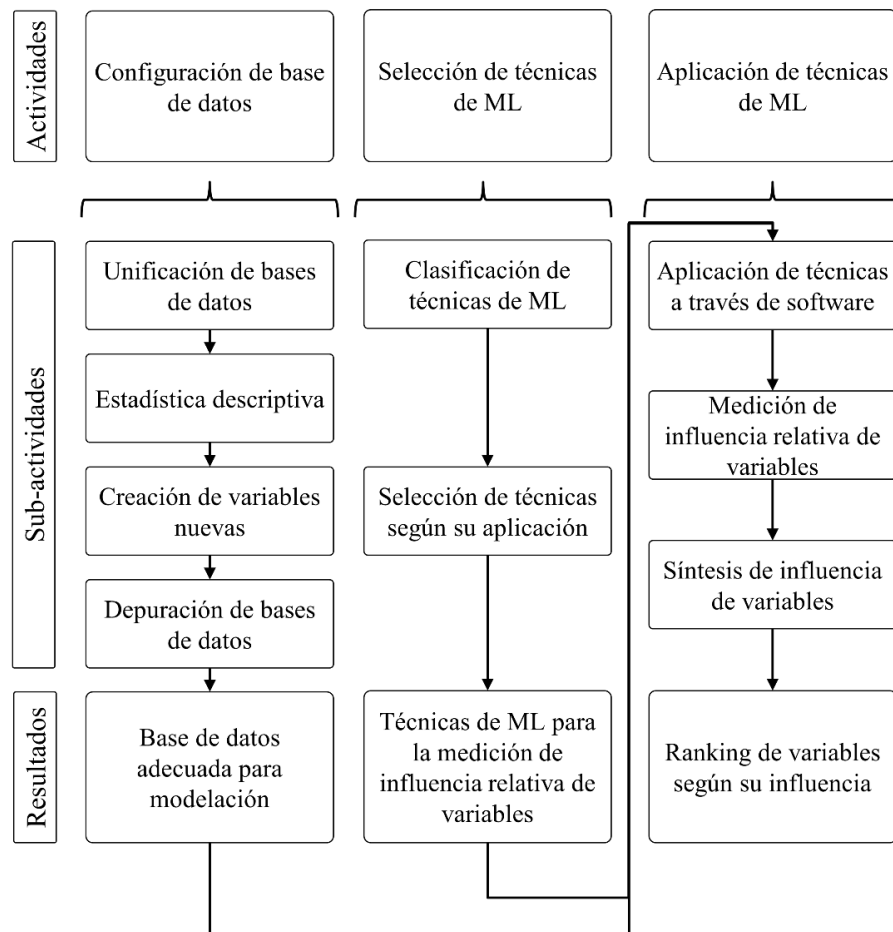 Actividades
Configuración de base
de datos
Selección de técnicas
de ML
Aplicación de técnicas
de ML
Sub-actividades
Unificación de bases
de datos
Estadística descriptiva
Creación de variables
nuevas
Depuración de bases
de datos
Clasificación de
técnicas de ML
Selección de técnicas
según su aplicación
Aplicación de técnicas
a través de software
Medición de
influencia relativa de
variables
Síntesis de influencia
de variables
Resultados
Base de datos
adecuada para
modelación
Técnicas de ML para
la medición de
influencia relativa de
variables
Ranking de variables
según su influencia